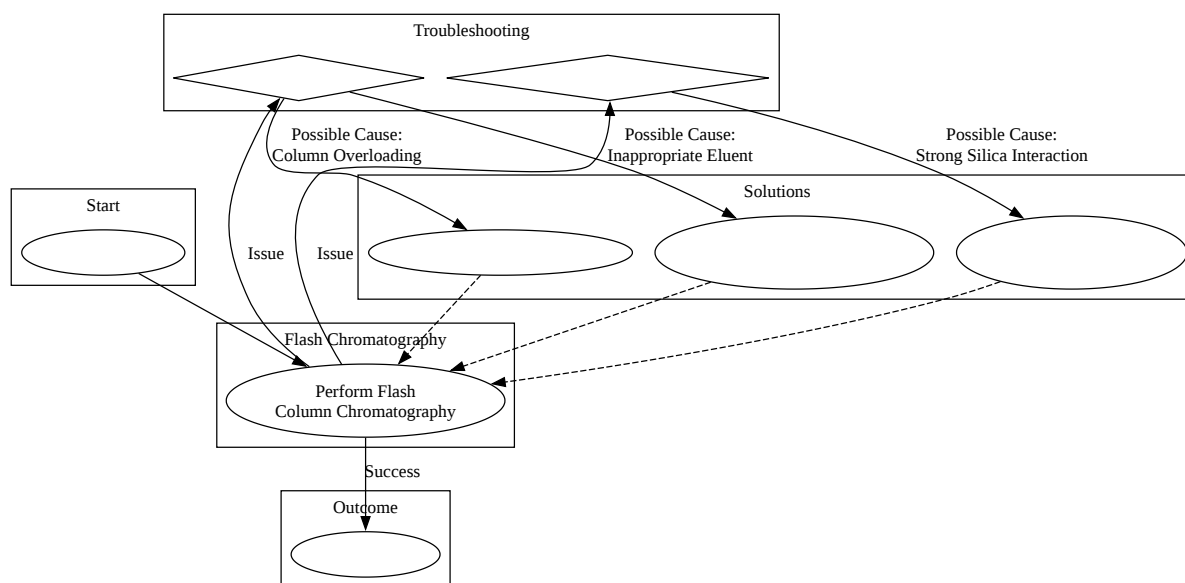 Troubleshooting
Possible Cause:
Column Overloading
Possible Cause:
Inappropriate Eluent
Possible Cause:
Strong Silica Interaction
Start
Solutions
Issue
Issue
Flash Chromatography
Perform Flash
Column Chromatography
Success
Outcome